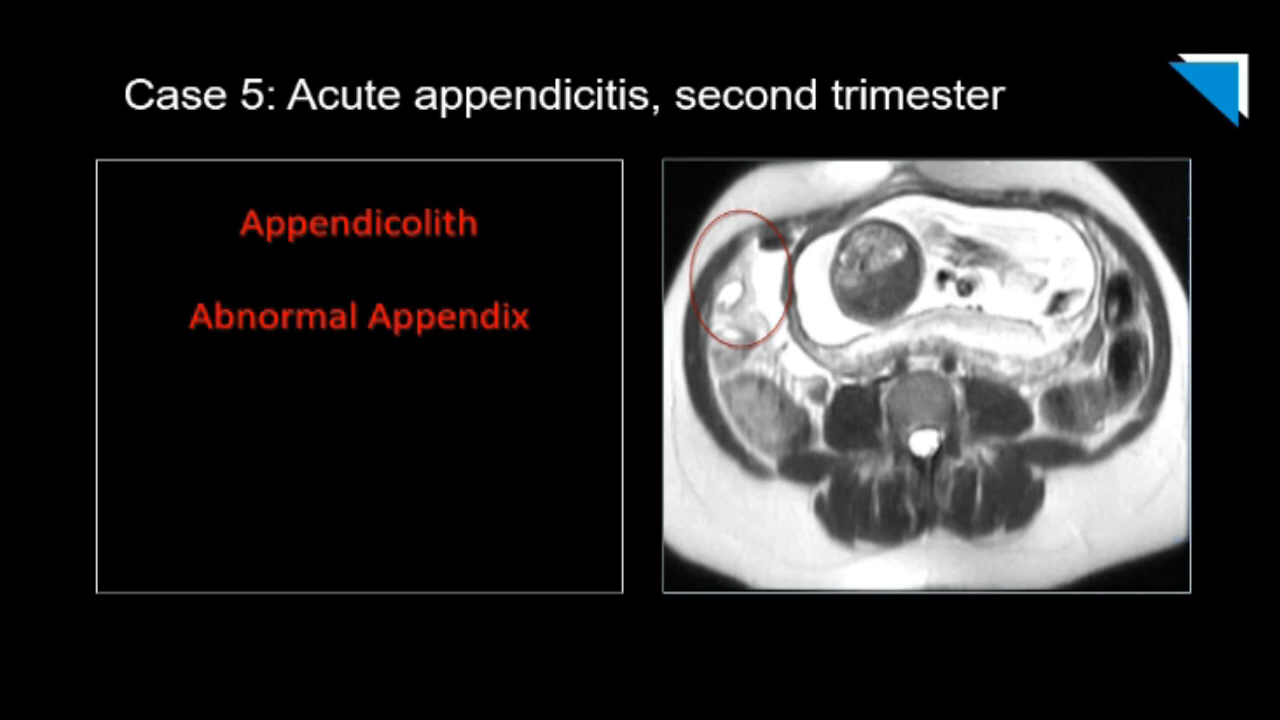 Case 5: Acute appendicitis, second trimester
Appendicolith
Abnormal Appendix